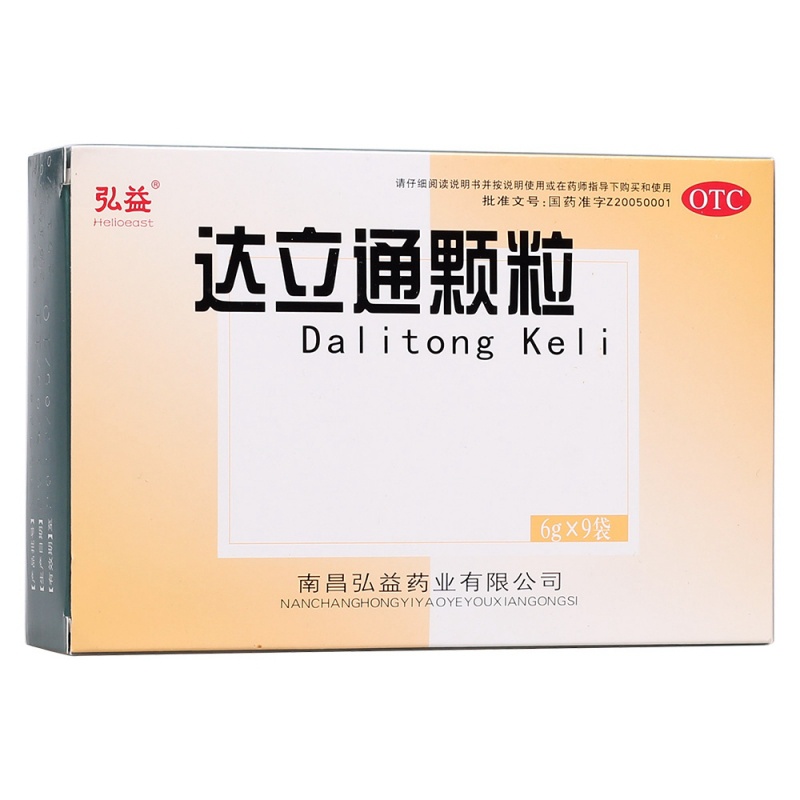 弘益®
Helioeast
请仔细阅读说明书并按说明使用或在药师指导下购买和使用
批准文号:国药准字Z20050001
OTC
达立通颗粒
Dalitong Keli
6g×9袋
南昌弘益药业有限公司
NANCHANGHONGYIYAOYEYOUXIANGONGSI